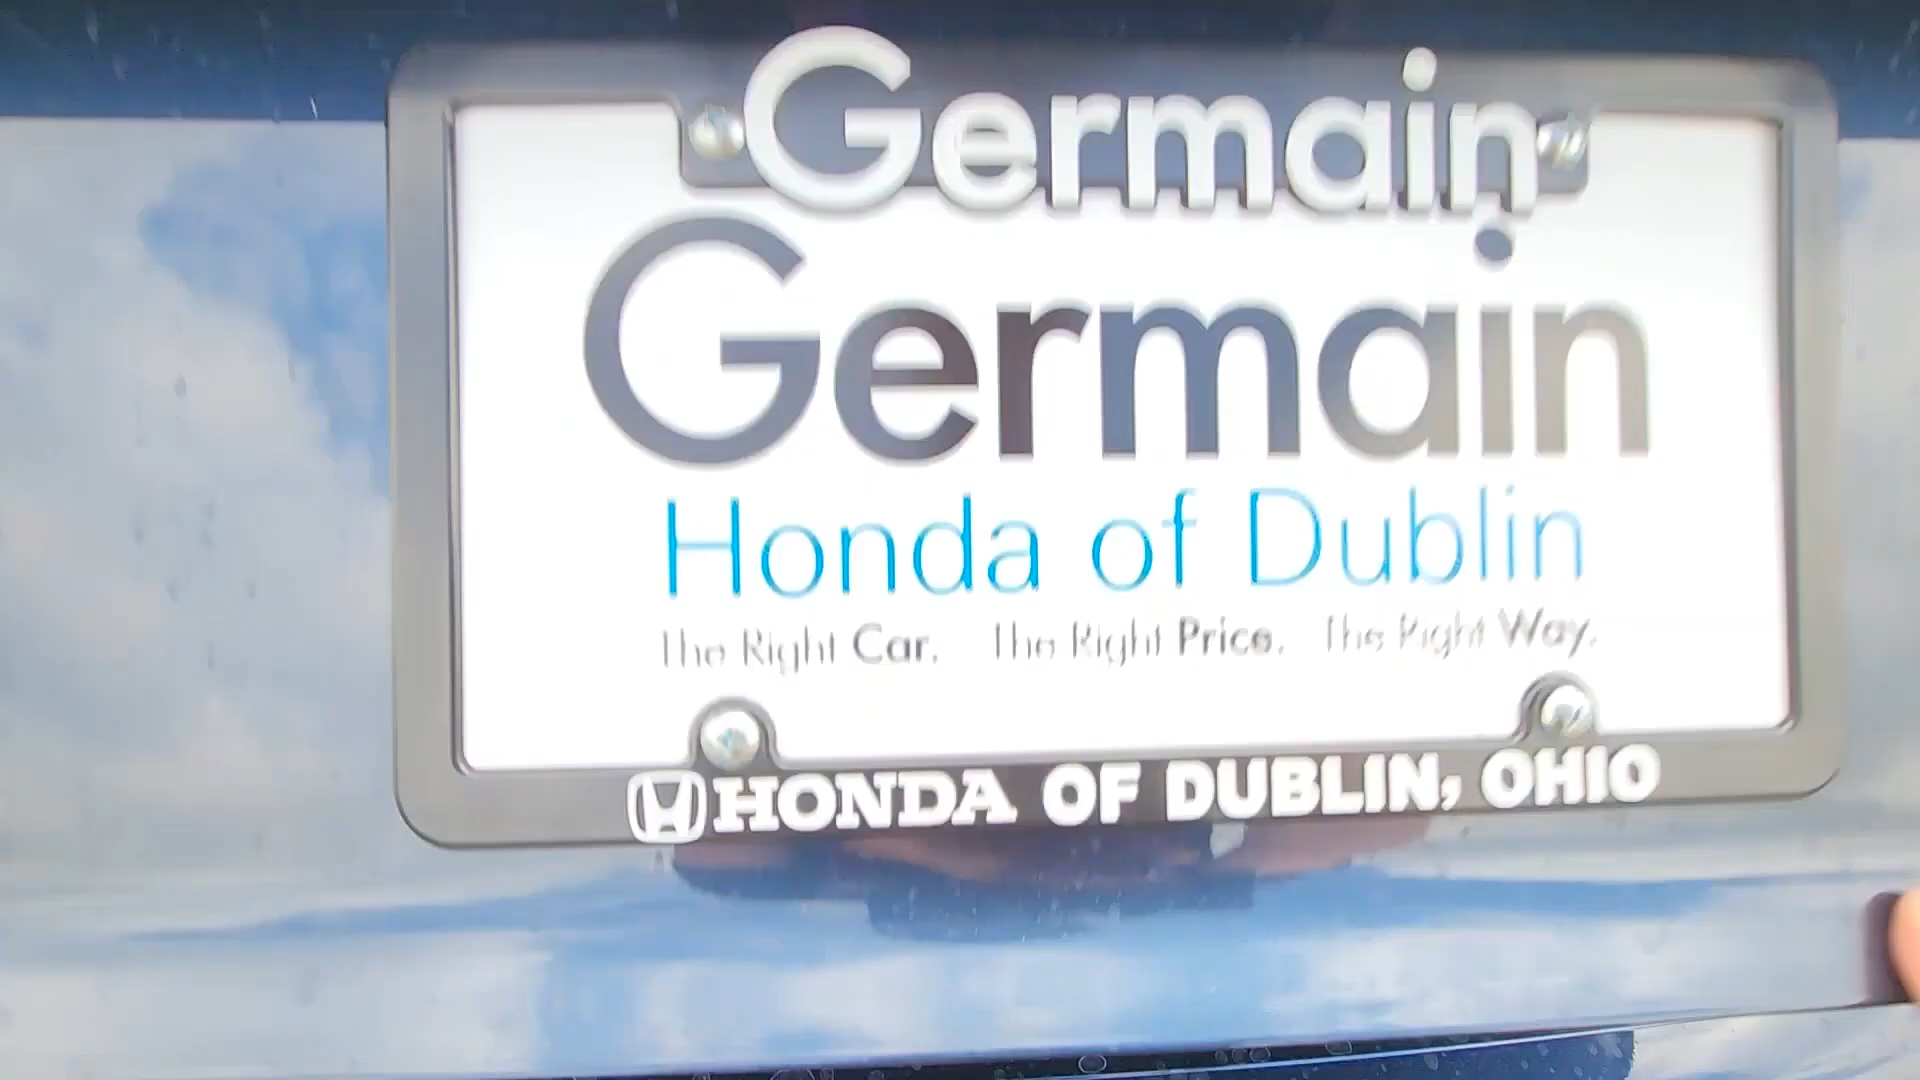 Germain
Germain
Honda of Dublin
The Right Car. The Right Price. The Right Way.
HONDA OF DUBLIN, OHIO